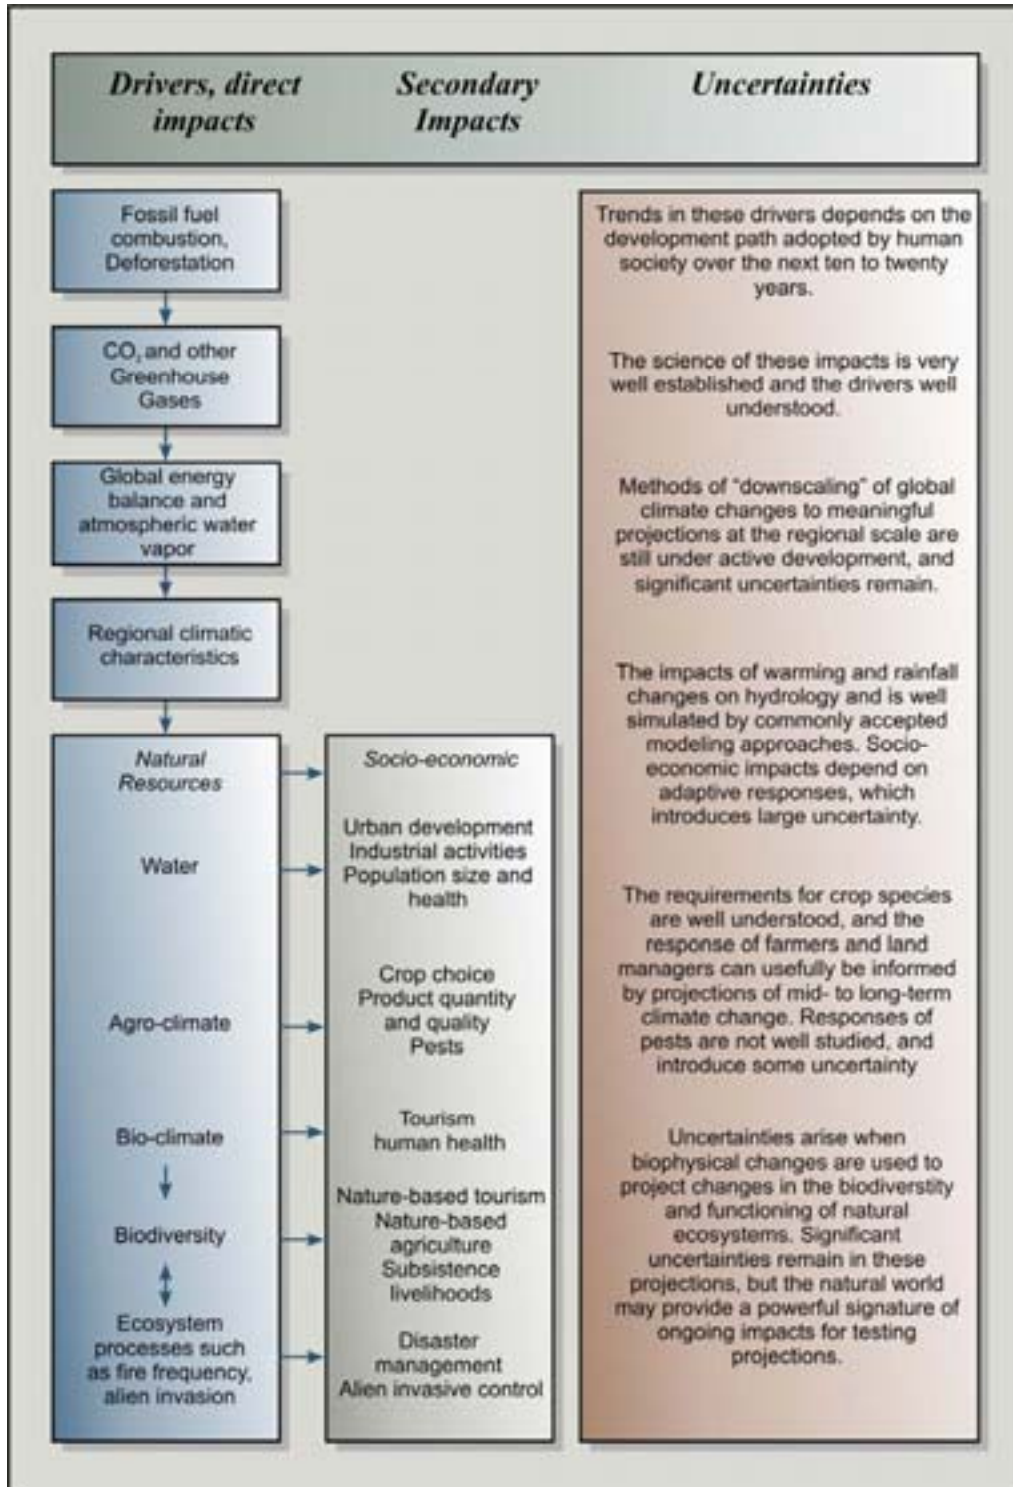 Drivers, direct
impacts
Secondary
Impacts
Uncertainties
Fossil fuel
combustion,
Deforestation
CO₂ and other
Greenhouse
Gases
Global energy
balance and
atmospheric water
vapor
Regional climatic
characteristics
Natural
Resources
Water
Agro-climate
Bio-climate
Biodiversity
Ecosystem
processes such
as fire frequency,
alien invasion
Socio-economic
Urban development
Industrial activities
Population size and
health
Crop choice
Product quantity
and quality
Pests
Tourism
human health
Nature-based tourism
Nature-based
agriculture
Subsistence
livelihoods
Disaster
management
Alien invasive control
Trends in these drivers depends on the
development path adopted by human
society over the next ten to twenty
years.
The science of these impacts is very
well established and the drivers well
understood.
Methods of “downscaling” of global
climate changes to meaningful
projections at the regional scale are
still under active development, and
significant uncertainties remain.
The impacts of warming and rainfall
changes on hydrology and is well
simulated by commonly accepted
modeling approaches. Socio-
economic impacts depend on
adaptive responses, which
introduces large uncertainty.
The requirements for crop species
are well understood, and the
response of farmers and land
managers can usefully be informed
by projections of mid- to long-term
climate change. Responses of
pests are not well studied, and
introduce some uncertainty
Uncertainties arise when
biophysical changes are used to
project changes in the biodiverstity
and functioning of natural
ecosystems. Significant
uncertainties remain in these
projections, but the natural world
may provide a powerful signature of
ongoing impacts for testing
projections.